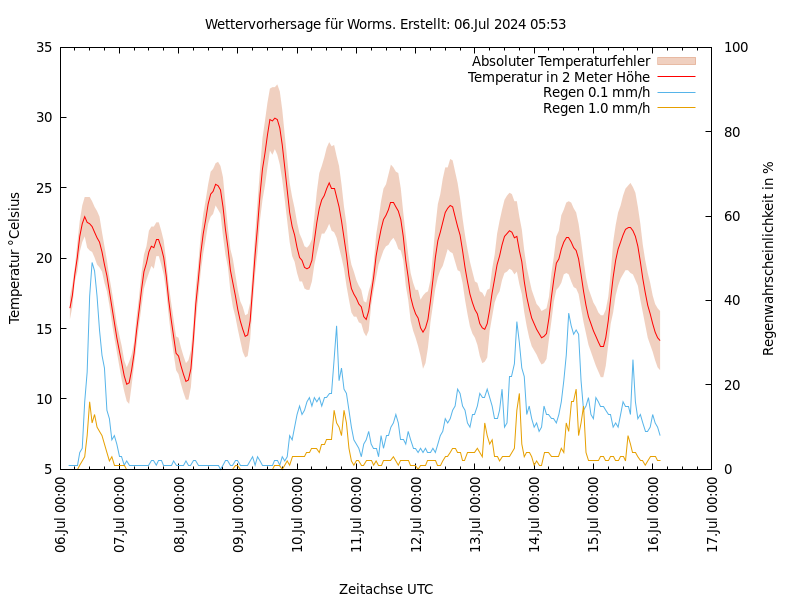 Wettervorhersage für Worms. Erstellt: 06.Jul 2024 05:53
Absoluter Temperaturfehler
Temperatur in 2 Meter Höhe
Regen 0.1 mm/h
Regen 1.0 mm/h
35
30
25
20
15
10
5
Temperatur °Celsius
100
80
60
40
20
0
Regenwahrscheinlichkeit in %
06.Jul 00:00
07.Jul 00:00
08.Jul 00:00
09.Jul 00:00
10.Jul 00:00
11.Jul 00:00
12.Jul 00:00
13.Jul 00:00
14.Jul 00:00
15.Jul 00:00
16.Jul 00:00
17.Jul 00:00
Zeitachse UTC